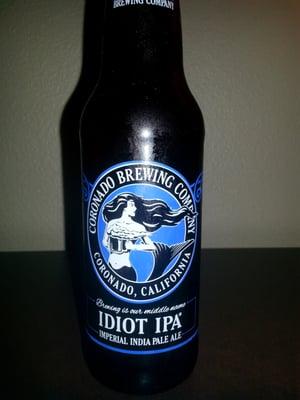 BREWING COMPANY
CORONADO BREWING COMPANY
CORONADO, CALIFORNIA
Brewing is our middle name
IDIOT IPA®
IMPERIAL INDIA PALE ALE